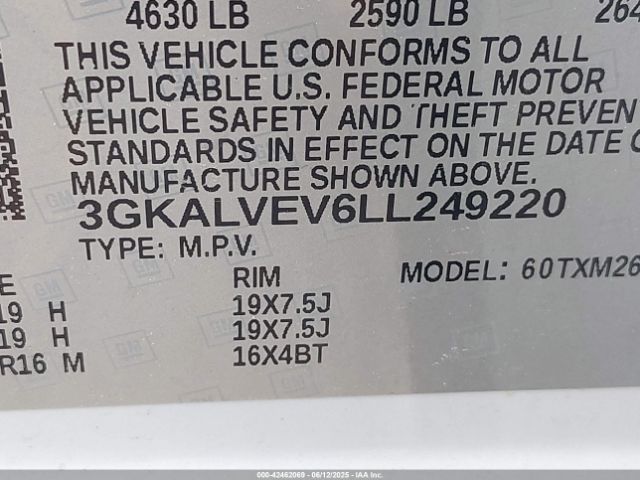 4630 LB 2590 LB 264
THIS VEHICLE CONFORMS TO ALL
APPLICABLE U.S. FEDERAL MOTOR
VEHICLE SAFETY AND THEFT PREVEN
STANDARDS IN EFFECT ON THE DATE O
MANUFACTURE SHOWN ABOVE.
3GKALVEV6LL249220
TYPE: M.P.V.
E RIM MODEL: 60TXM26
19 H 19X7.5J
19 H 19X7.5J
R16 M 16X4BT
GM
000-42462069 - 06/12/2025 - IAA Inc.